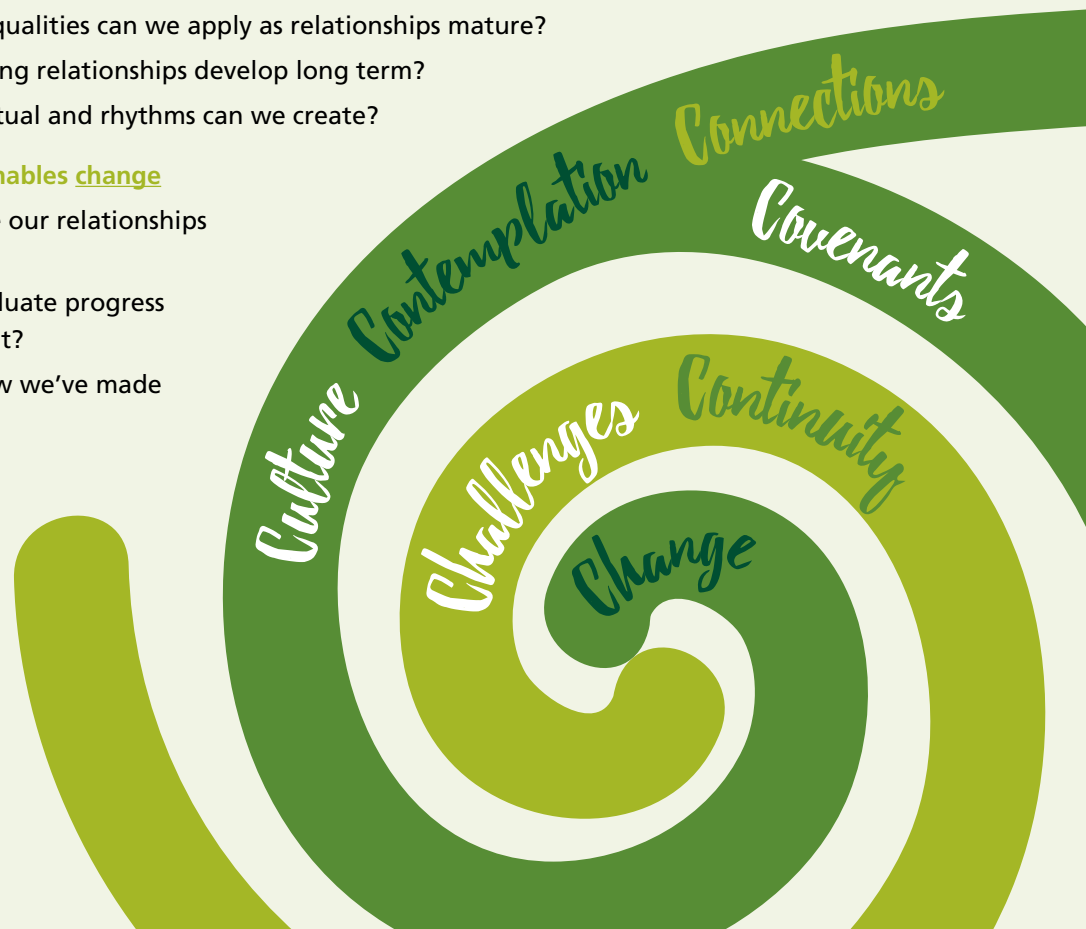 qualities can we apply as relationships mature?
ng relationships develop long term?
tual and rhythms can we create?
nables change
our relationships
luate progress
t?
w we've made
Connections
Contemplation
Covenants
Culture
Continuity
Challenges
Change